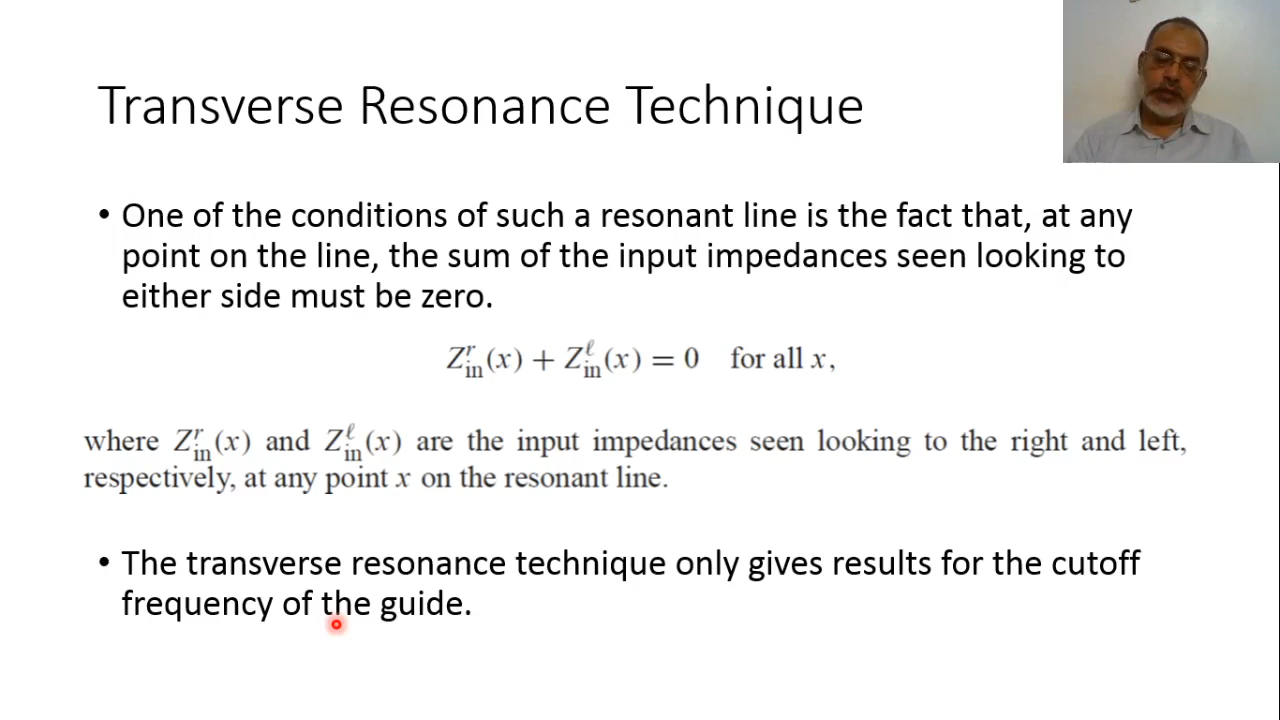 Transverse Resonance Technique
• One of the conditions of such a resonant line is the fact that, at any
point on the line, the sum of the input impedances seen looking to
either side must be zero.
Z^r_in(x) + Z^ℓ_in(x) = 0 for all x,
where Z^r_in(x) and Z^ℓ_in(x) are the input impedances seen looking to the right and left,
respectively, at any point x on the resonant line.
• The transverse resonance technique only gives results for the cutoff
frequency of the guide.